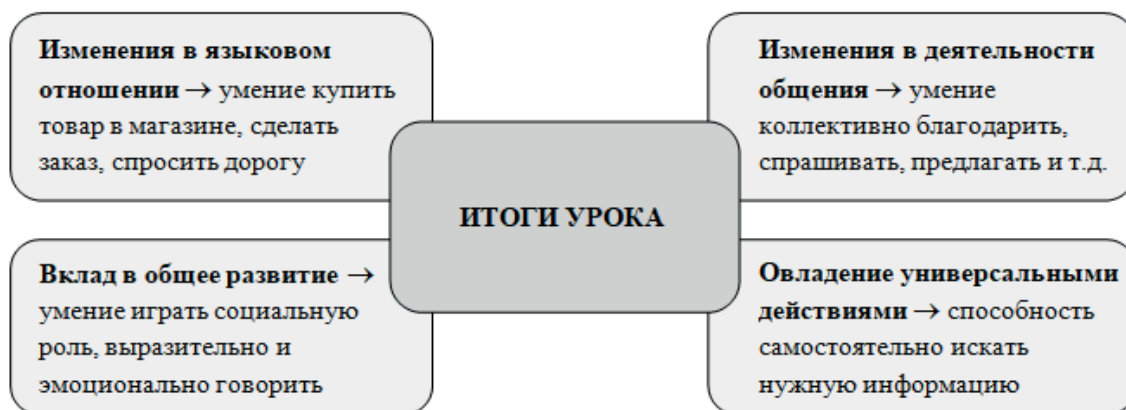 Изменения в языковом
отношении → умение купить
товар в магазине, сделать
заказ, спросить дорогу
Изменения в деятельности
общения → умение
коллективно благодарить,
спрашивать, предлагать и т.д.
ИТОГИ УРОКА
Вклад в общее развитие →
умение играть социальную
роль, выразительно и
эмоционально говорить
Овладение универсальными
действиями → способность
самостоятельно искать
нужную информацию